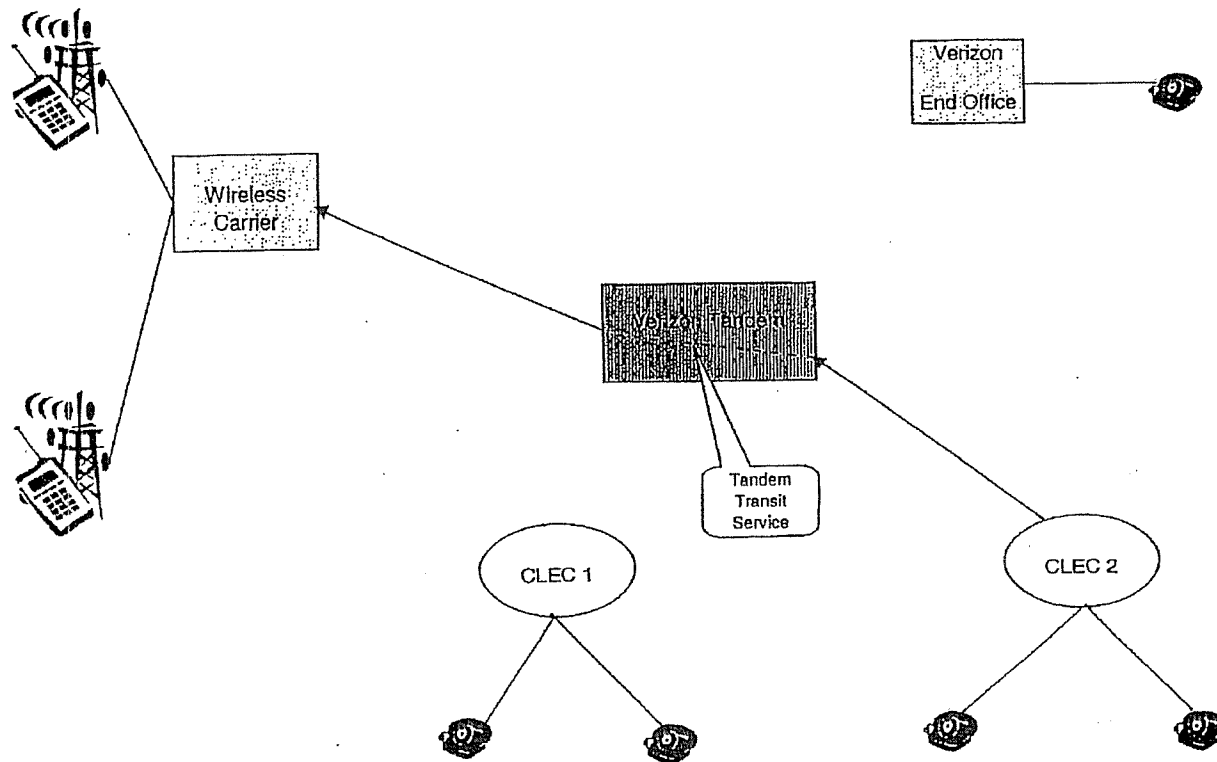 Verizon
End Office
Wireless
Carrier
Verizon Tandem
Tandem
Transit
Service
CLEC 1
CLEC 2